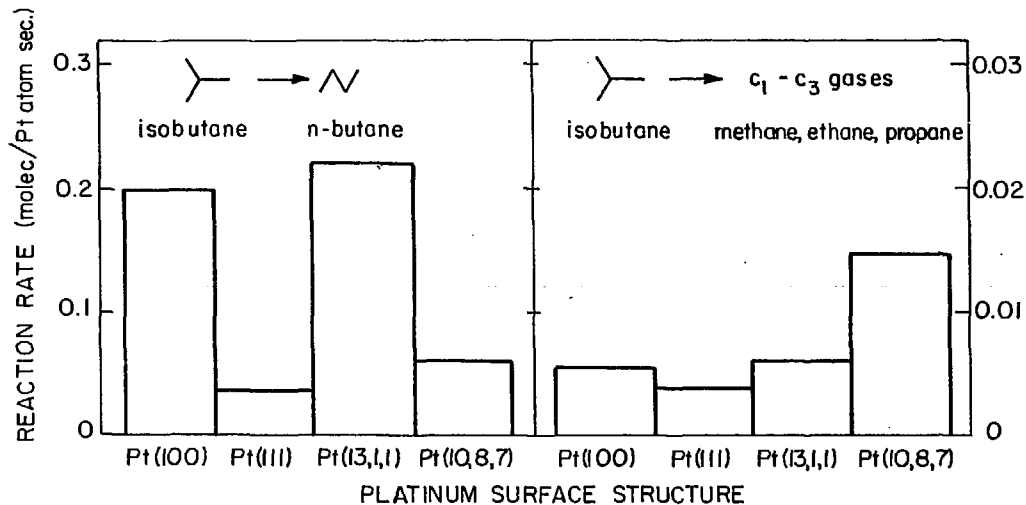 REACTION RATE (molec/Pt atom sec.)
0.3
0.2
0.1
0
isobutane
n-butane
Pt(100) Pt(111) Pt(13,1,1) Pt(10,8,7)
c₁ - c₃ gases
isobutane
methane, ethane, propane
0.03
0.02
0.01
0
Pt(100) Pt(111) Pt(13,1,1) Pt(10,8,7)
PLATINUM SURFACE STRUCTURE